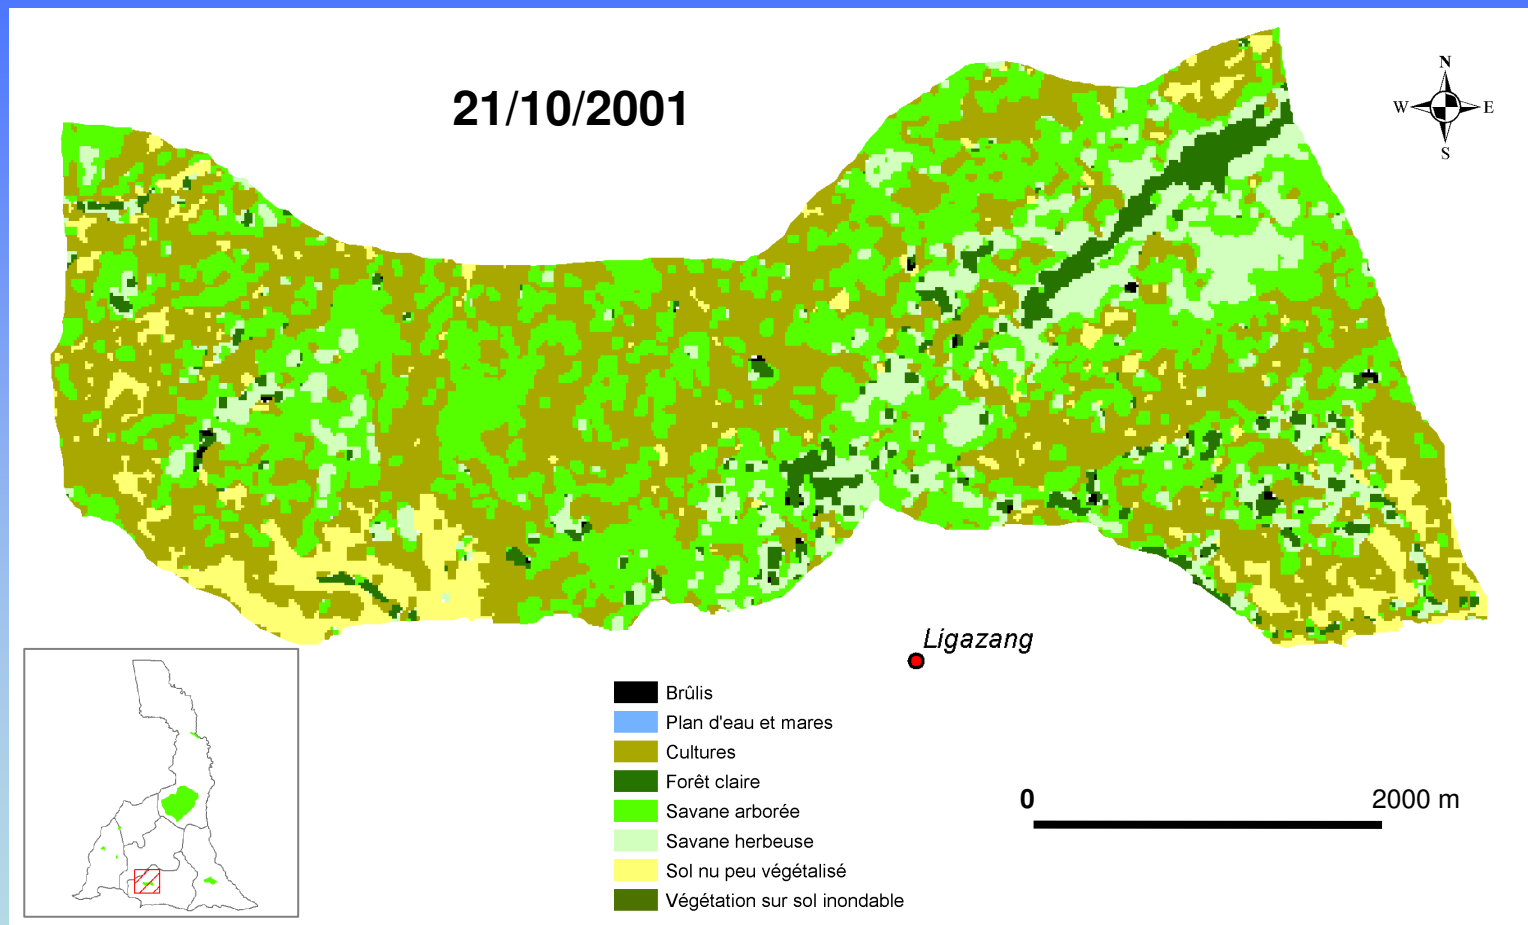 21/10/2001
N
W E
S
Ligazang
Brûlis
Plan d'eau et mares
Cultures
Forêt claire
Savane arborée
Savane herbeuse
Sol nu peu végétalisé
Végétation sur sol inondable
0 2000 m